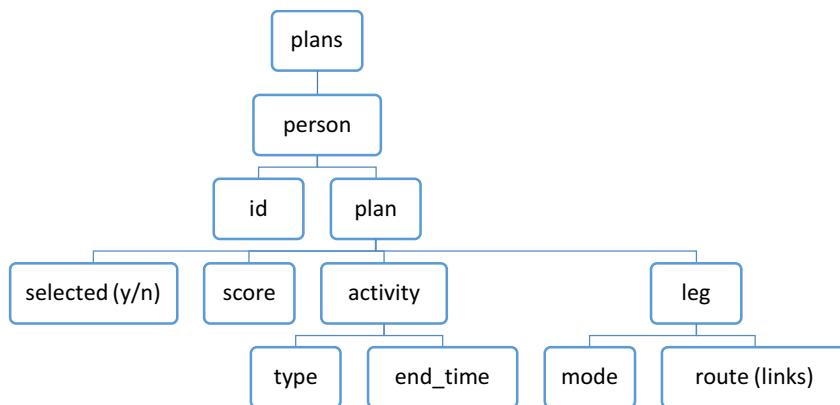 plans
person
id
plan
selected (y/n)
score
activity
leg
type
end_time
mode
route (links)